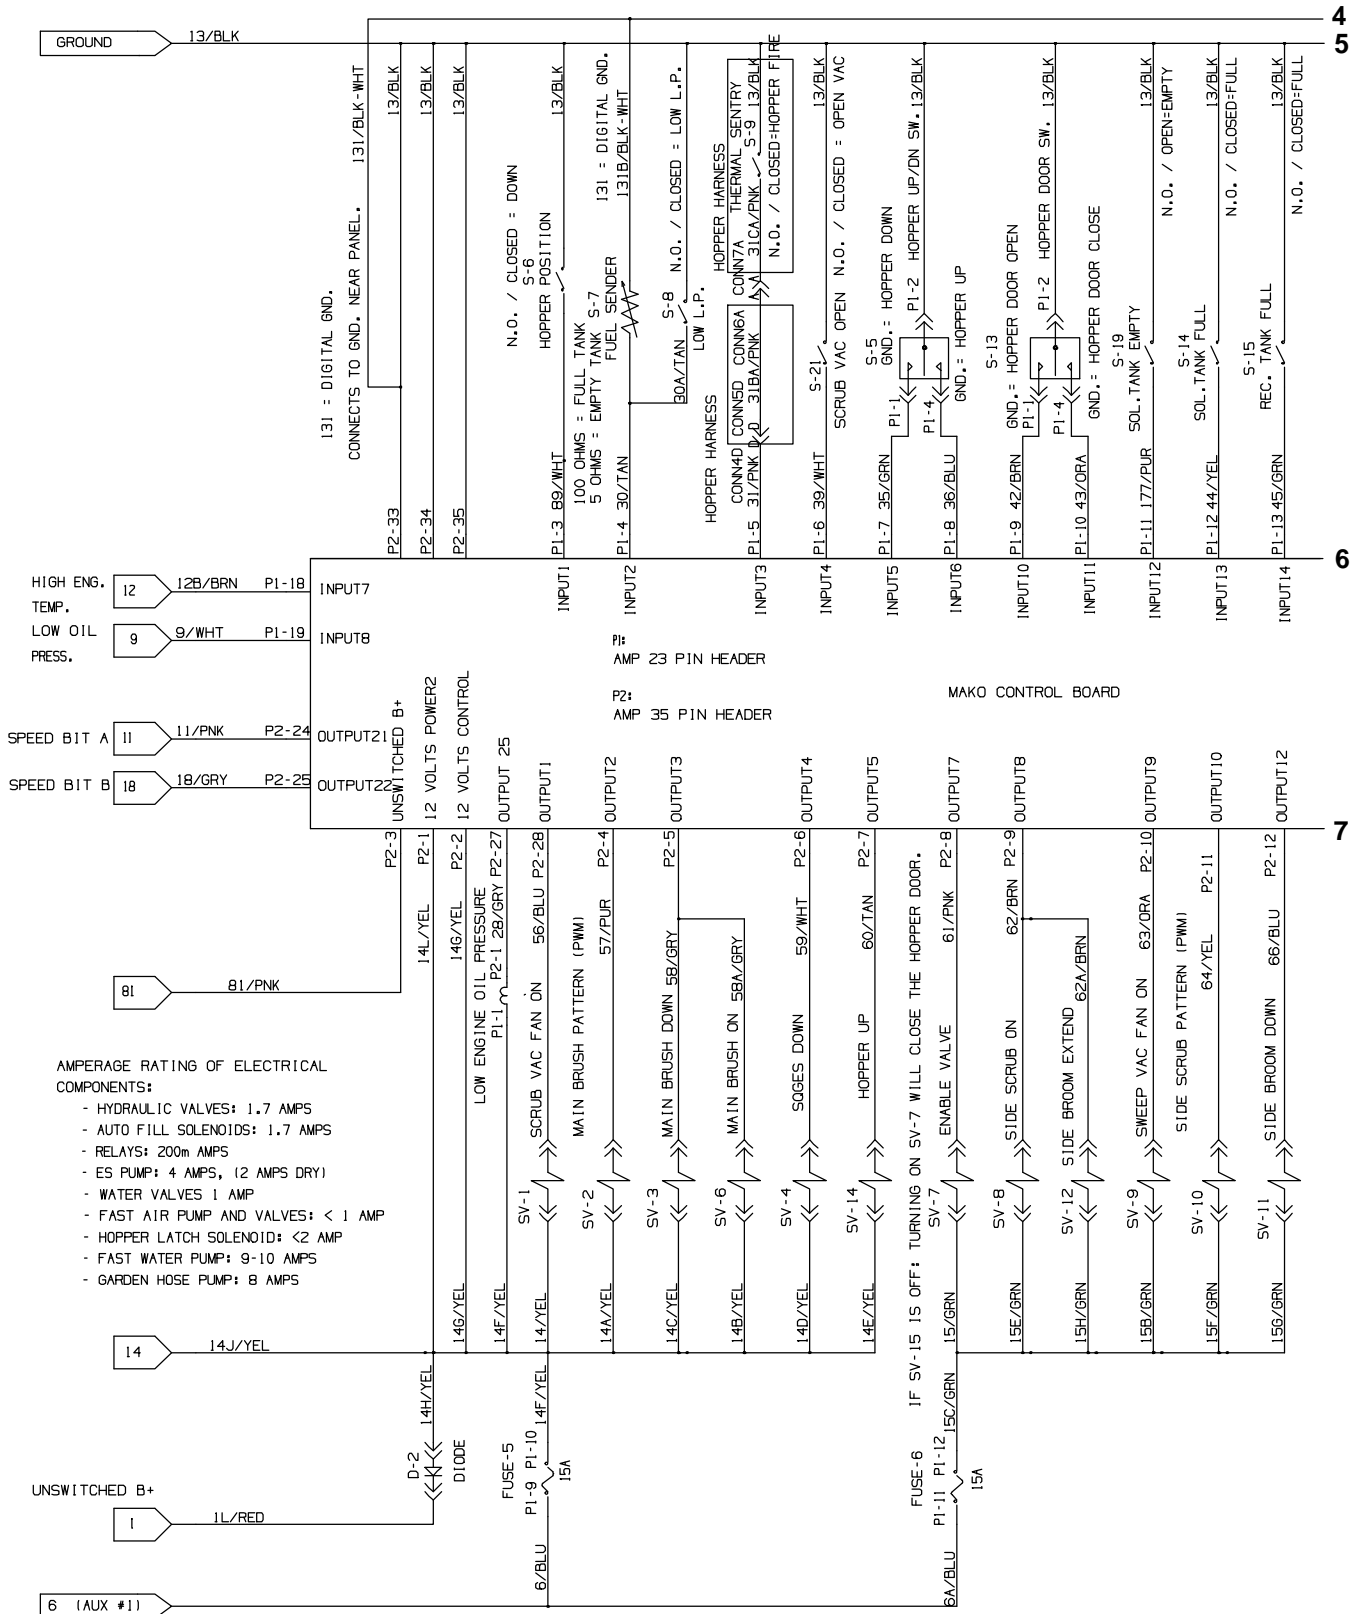 4
GROUND
13/BLK
5
131/BLK-WHT
13/BLK
13/BLK
13/BLK
13/BLK
131 = DIGITAL GND.
131B/BLK-WHT
13/BLK
13/BLK
13/BLK
13/BLK
13/BLK
13/BLK
13/BLK
131 = DIGITAL GND.
CONNECTS TO GND. NEAR PANEL.
N.O. / CLOSED = DOWN
S-6
HOPPER POSITION
100 OHMS = FULL TANK
5 OHMS = EMPTY TANK
S-7
FUEL SENDER
N.O. / CLOSED = LOW L.P.
S-8
LOW L.P.
30A/TAN
HOPPER HARNESS
CONN7A
THERMAL SENTRY
31CA/PNK
S-9
N.O. / CLOSED=HOPPER FIRE
A
A
HOPPER HARNESS
CONN4D
CONN5D
CONN6A
31BA/PNK
D
D
S-21
SCRUB VAC OPEN
N.O. / CLOSED = OPEN VAC
S-5
GND.= HOPPER DOWN
P1-2
HOPPER UP/DN SW.
GND.= HOPPER UP
P1-1
P1-4
S-13
GND.= HOPPER DOOR OPEN
P1-2
HOPPER DOOR SW.
GND.= HOPPER DOOR CLOSE
P1-1
P1-4
S-19
SOL.TANK EMPTY
N.O. / OPEN=EMPTY
S-14
SOL.TANK FULL
N.O. / CLOSED=FULL
S-15
REC. TANK FULL
N.O. / CLOSED=FULL
P2-33
P2-34
P2-35
P1-3 89/WHT
P1-4 30/TAN
P1-5 31/PNK
P1-6 39/WHT
P1-7 35/GRN
P1-8 36/BLU
P1-9 42/BRN
P1-10 43/ORA
P1-11 177/PUR
P1-12 44/YEL
P1-13 45/GRN
6
HIGH ENG.
TEMP.
12
12B/BRN
P1-18
INPUT7
LOW OIL
PRESS.
9
9/WHT
P1-19
INPUT8
INPUT1
INPUT2
INPUT3
INPUT4
INPUT5
INPUT6
INPUT10
INPUT11
INPUT12
INPUT13
INPUT14
P1:
AMP 23 PIN HEADER
P2:
AMP 35 PIN HEADER
MAKO CONTROL BOARD
SPEED BIT A
11
11/PNK
P2-24
OUTPUT21
SPEED BIT B
18
18/GRY
P2-25
OUTPUT22
UNSWITCHED B+
12 VOLTS POWER2
12 VOLTS CONTROL
OUTPUT 25
OUTPUT1
OUTPUT2
OUTPUT3
OUTPUT4
OUTPUT5
OUTPUT7
OUTPUT8
OUTPUT9
OUTPUT10
OUTPUT12
7
P2-3
P2-1
P2-2
P2-27
P2-28
P2-4
P2-5
P2-6
P2-7
P2-8
P2-9
P2-10
P2-11
P2-12
14L/YEL
14G/YEL
LOW ENGINE OIL PRESSURE
P1-1
P2-1 28/GRY
56/BLU
SCRUB VAC FAN ON
57/PUR
MAIN BRUSH PATTERN (PWM)
58/GRY
MAIN BRUSH DOWN
58A/GRY
MAIN BRUSH ON
59/WHT
SQGES DOWN
60/TAN
HOPPER UP
61/PNK
ENABLE VALVE
IF SV-15 IS OFF: TURNING ON SV-7 WILL CLOSE THE HOPPER DOOR.
62/BRN
SIDE SCRUB ON
62A/BRN
SIDE BROOM EXTEND
63/ORA
SWEEP VAC FAN ON
64/YEL
SIDE SCRUB PATTERN (PWM)
66/BLU
SIDE BROOM DOWN
81
81/PNK
AMPERAGE RATING OF ELECTRICAL
COMPONENTS:
- HYDRAULIC VALVES: 1.7 AMPS
- AUTO FILL SOLENOIDS: 1.7 AMPS
- RELAYS: 200m AMPS
- ES PUMP: 4 AMPS, (2 AMPS DRY)
- WATER VALVES 1 AMP
- FAST AIR PUMP AND VALVES: < 1 AMP
- HOPPER LATCH SOLENOID: <2 AMP
- FAST WATER PUMP: 9-10 AMPS
- GARDEN HOSE PUMP: 8 AMPS
SV-1
SV-2
SV-3
SV-6
SV-4
SV-14
SV-7
SV-8
SV-12
SV-9
SV-10
SV-11
14G/YEL
14F/YEL
14/YEL
14A/YEL
14C/YEL
14B/YEL
14D/YEL
14E/YEL
15/GRN
15E/GRN
15H/GRN
15B/GRN
15F/GRN
15G/GRN
14
14J/YEL
14H/YEL
14F/YEL
15C/GRN
D-2
DIODE
FUSE-5
P1-9
P1-10
15A
FUSE-6
P1-11
P1-12
15A
UNSWITCHED B+
1
1L/RED
6/BLU
6A/BLU
6 (AUX #1)